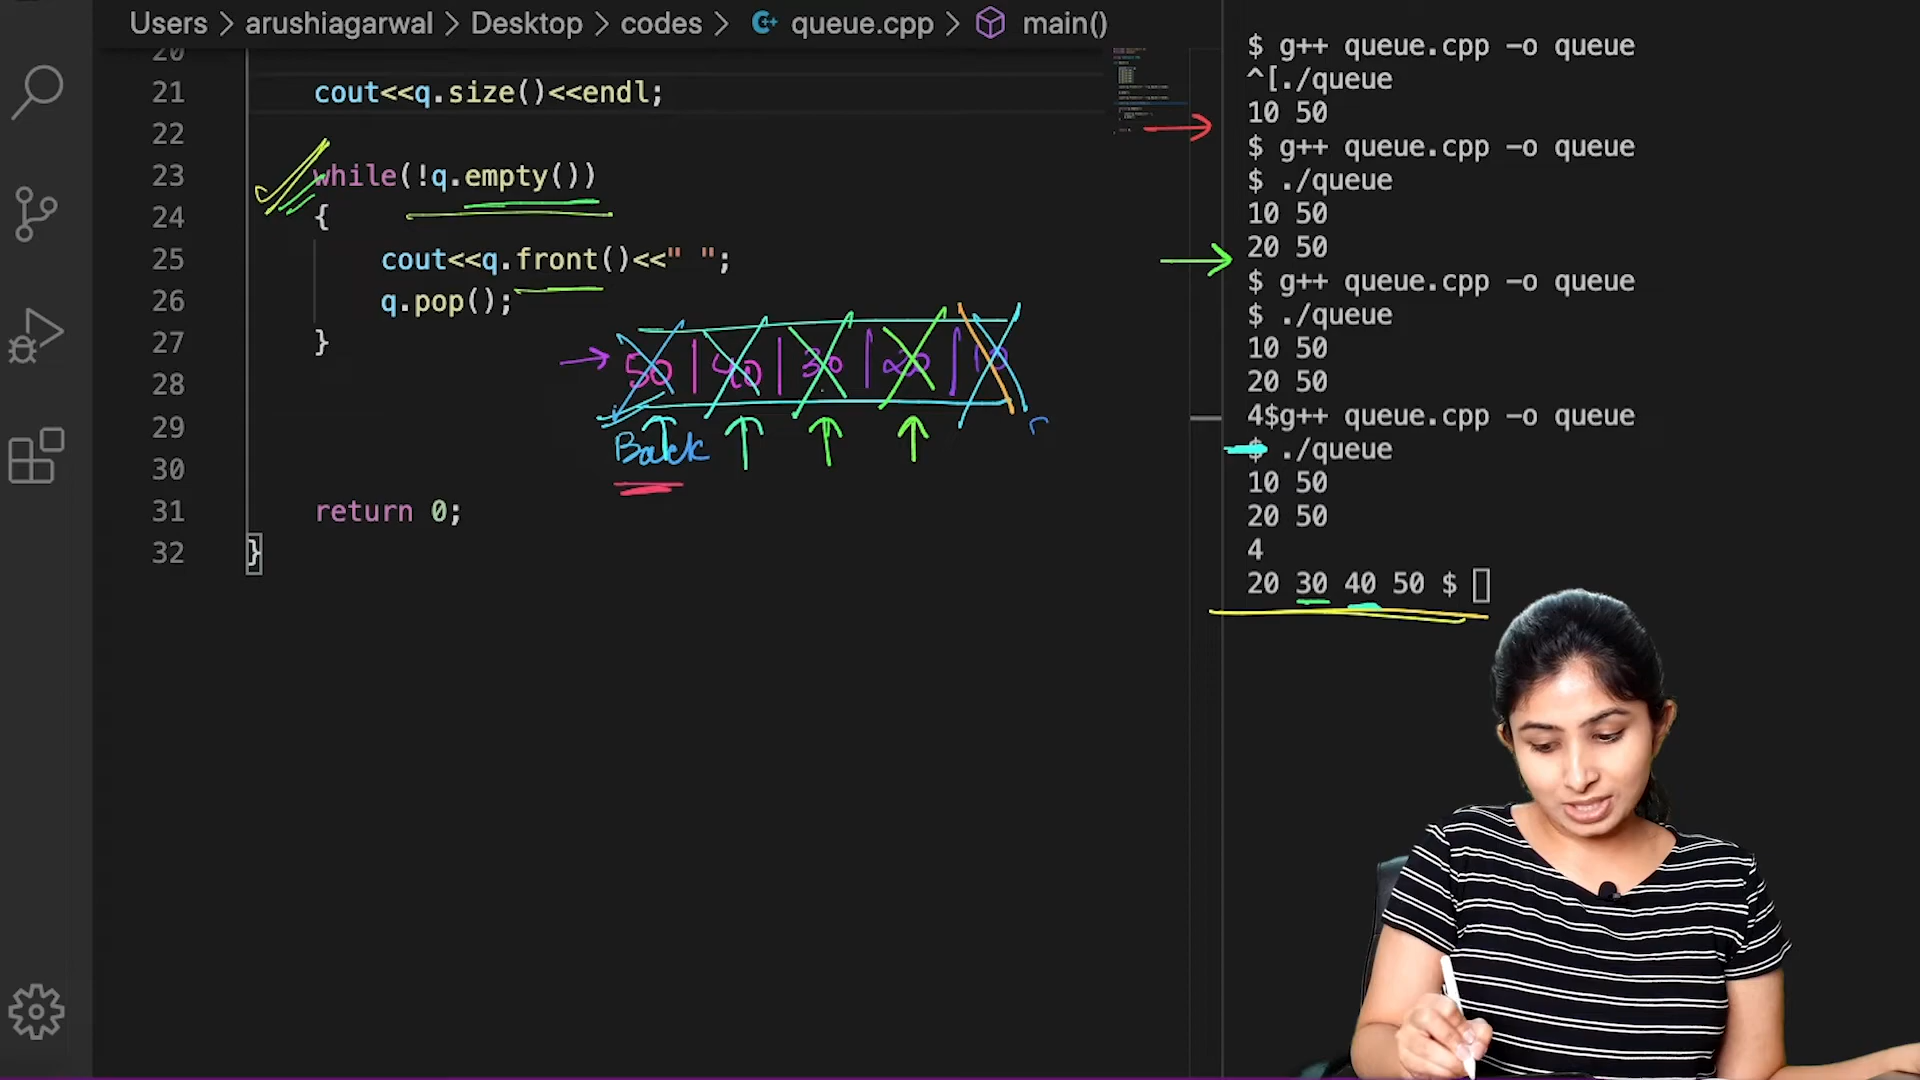 Users > arushiagarwal > Desktop > codes > queue.cpp > main()
20
21 cout<<q.size()<<endl;
22
23 while(!q.empty())
24 {
25 cout<<q.front()<<" ";
26 q.pop();
27 }
28
29
30
31 return 0;
32 }
50 | 40 | 30 | 20 | 10
Back
$ g++ queue.cpp -o queue
^[./queue
10 50
$ g++ queue.cpp -o queue
$ ./queue
10 50
20 50
$ g++ queue.cpp -o queue
$ ./queue
10 50
20 50
4$g++ queue.cpp -o queue
$ ./queue
10 50
20 50
4
20 30 40 50 $